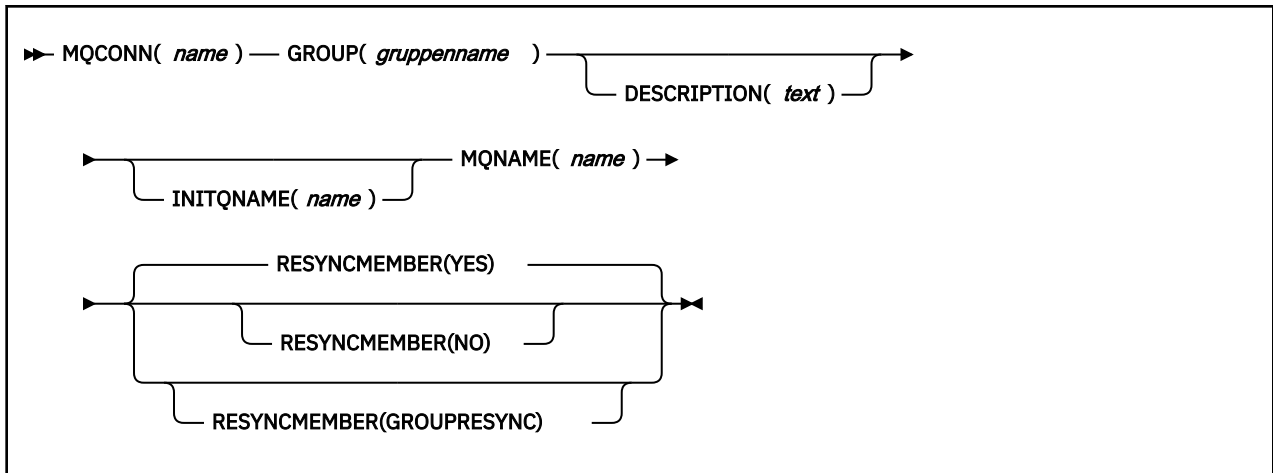 MQCONN( name ) GROUP( gruppenname )
DESCRIPTION( text )
MQNAME( name )
INITQNAME( name )
RESYNCMEMBER(YES)
RESYNCMEMBER(NO)
RESYNCMEMBER(GROUPRESYNC)